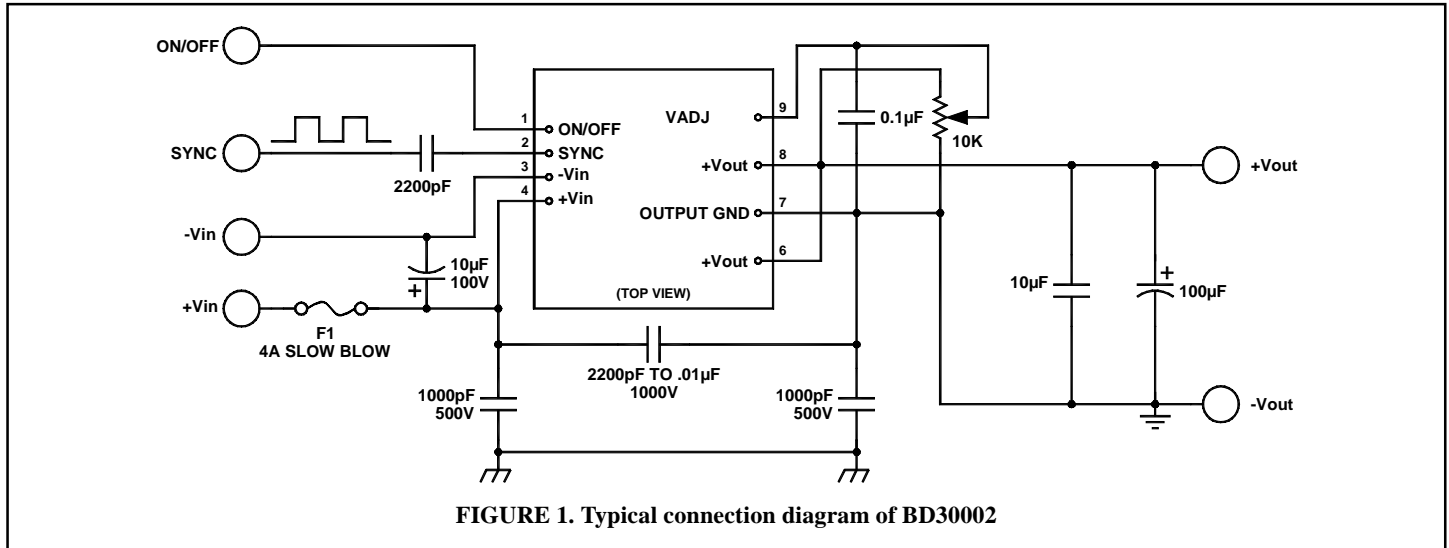 ON/OFF
SYNC
2200pF
-Vin
10µF
100V
+
+Vin
F1
4A SLOW BLOW
1
ON/OFF
2
SYNC
3
-Vin
4
+Vin
VADJ
9
+Vout
8
OUTPUT GND
7
+Vout
6
(TOP VIEW)
0.1µF
10K
10µF
+
100µF
+Vout
-Vout
2200pF TO .01µF
1000V
1000pF
500V
1000pF
500V
FIGURE 1. Typical connection diagram of BD30002